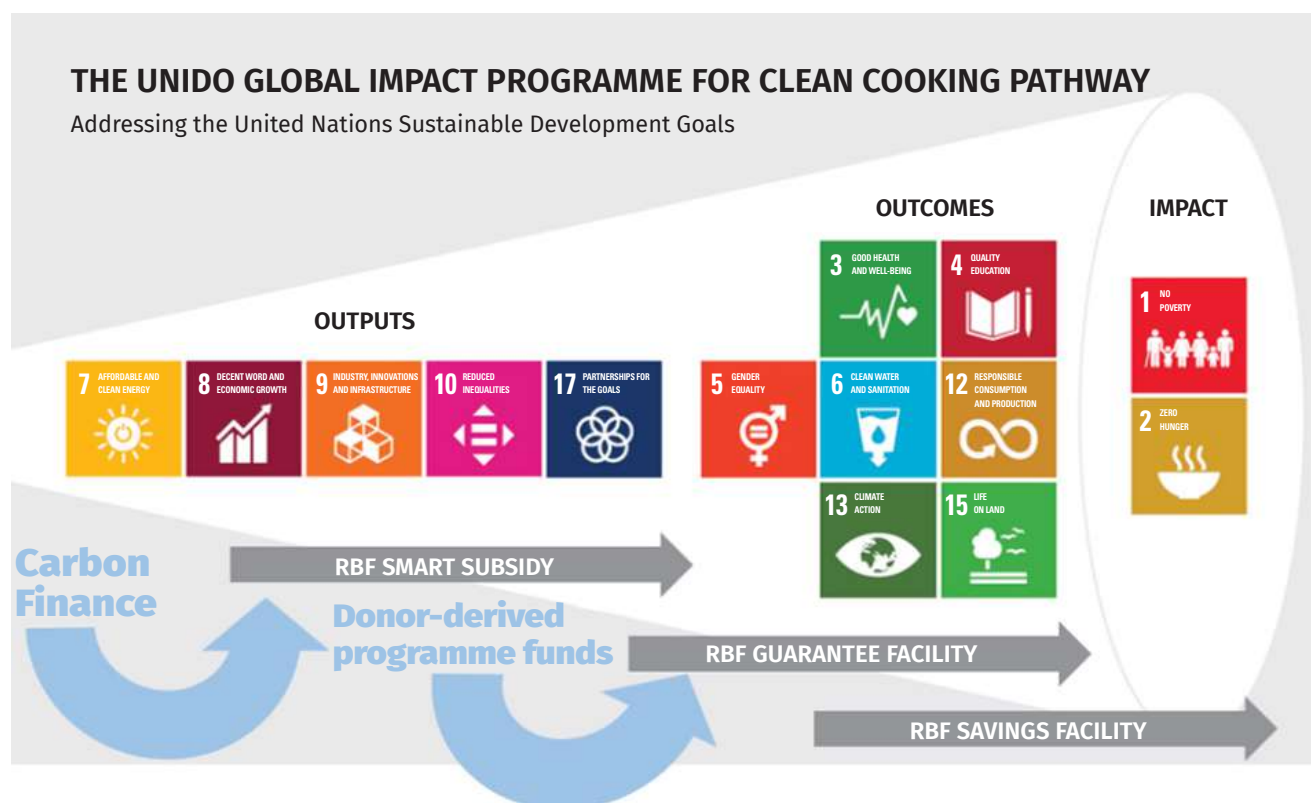 THE UNIDO GLOBAL IMPACT PROGRAMME FOR CLEAN COOKING PATHWAY
Addressing the United Nations Sustainable Development Goals
OUTPUTS
7 AFFORDABLE AND
CLEAN ENERGY
8 DECENT WORD AND
ECONOMIC GROWTH
9 INDUSTRY, INNOVATIONS
AND INFRASTRUCTURE
10 REDUCED
INEQUALITIES
17 PARTNERSHIPS FOR
THE GOALS
OUTCOMES
3 GOOD HEALTH
AND WELL-BEING
4 QUALITY
EDUCATION
5 GENDER
EQUALITY
6 CLEAN WATER
AND SANITATION
12 RESPONSIBLE
CONSUMPTION
AND PRODUCTION
13 CLIMATE
ACTION
15 LIFE
ON LAND
IMPACT
1 NO
POVERTY
2 ZERO
HUNGER
Carbon
Finance
RBF SMART SUBSIDY
Donor-derived
programme funds
RBF GUARANTEE FACILITY
RBF SAVINGS FACILITY